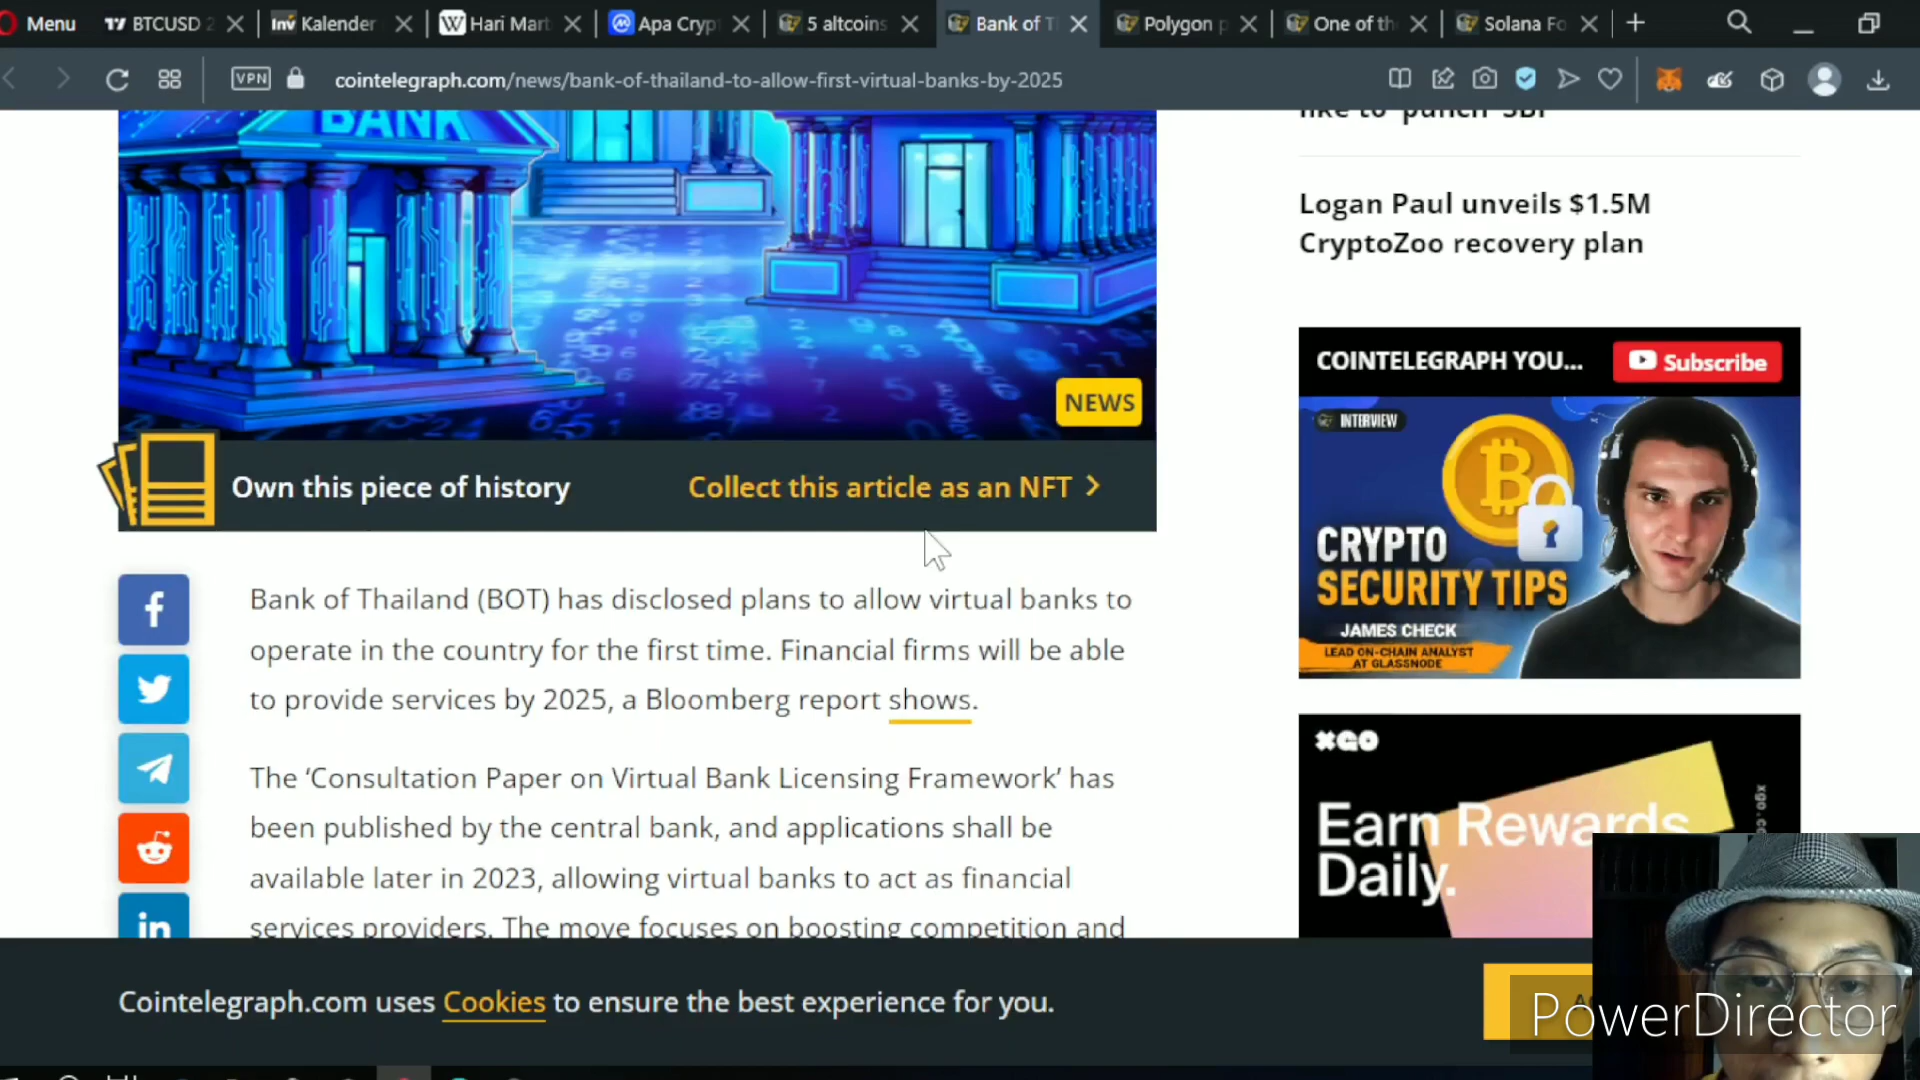 Menu
BTCUSD 2
Inv Kalender
W Hari Mart
Apa Cryp
5 altcoins
Bank of T
Polygon p
One of the
Solana Fo
VPN
cointelegraph.com/news/bank-of-thailand-to-allow-first-virtual-banks-by-2025
BANK
NEWS
Own this piece of history
Collect this article as an NFT
Bank of Thailand (BOT) has disclosed plans to allow virtual banks to
operate in the country for the first time. Financial firms will be able
to provide services by 2025, a Bloomberg report shows.
The ‘Consultation Paper on Virtual Bank Licensing Framework’ has
been published by the central bank, and applications shall be
available later in 2023, allowing virtual banks to act as financial
services providers. The move focuses on boosting competition and
like to ‘punch’ SBF
Logan Paul unveils $1.5M
CryptoZoo recovery plan
COINTELEGRAPH YOU...
Subscribe
INTERVIEW
CRYPTO
SECURITY TIPS
JAMES CHECK
LEAD ON-CHAIN ANALYST
AT GLASSNODE
XGO
Earn Rewards
Daily.
Cointelegraph.com uses Cookies to ensure the best experience for you.
PowerDirector